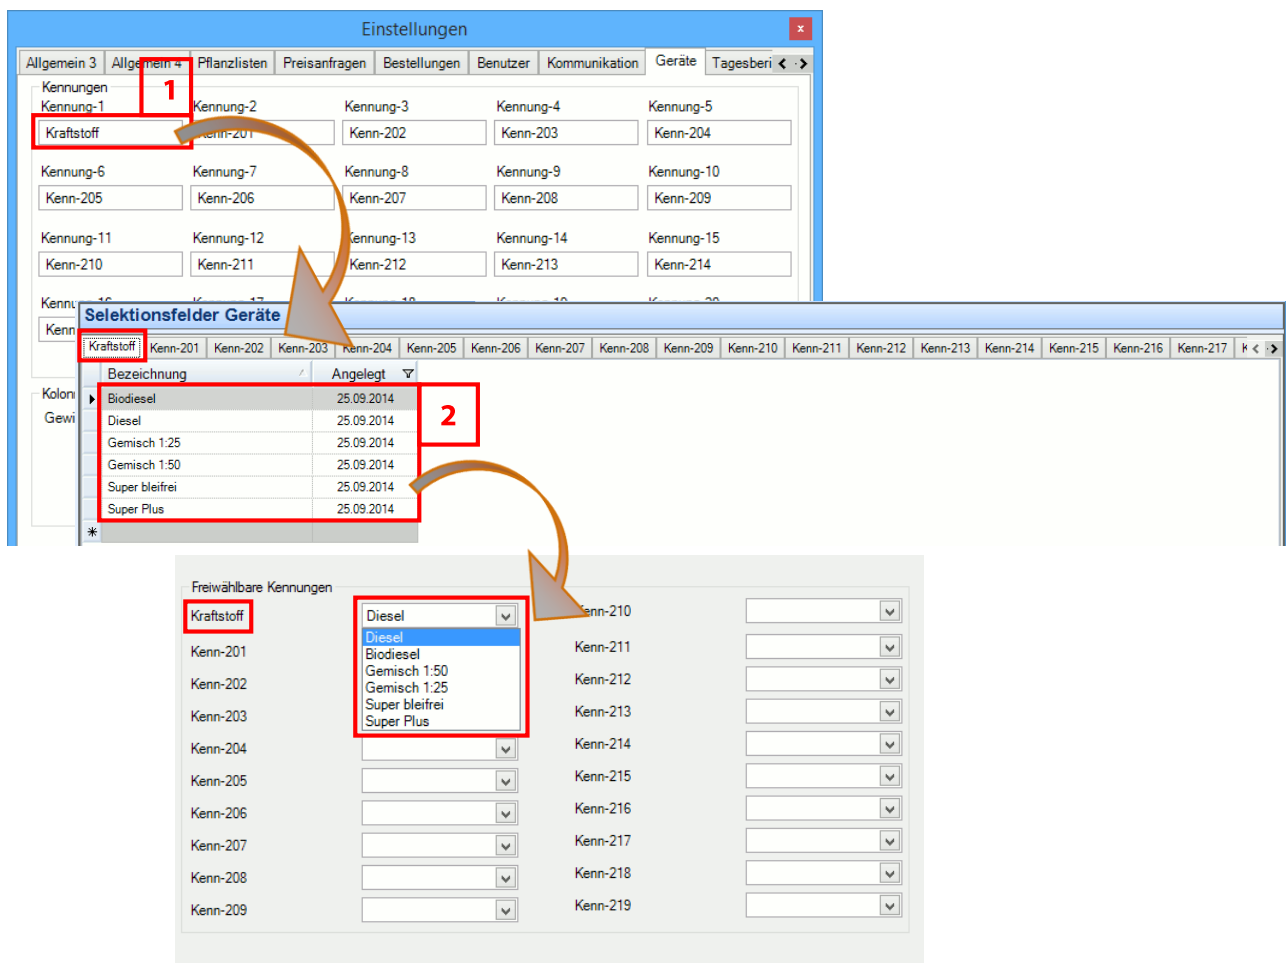 Einstellungen
x
Allgemein 3 Allgemein 4 Pflanzlisten Preisanfragen Bestellungen Benutzer Kommunikation Geräte Tagesberi
1
Kennungen
Kennung-1 Kennung-2 Kennung-3 Kennung-4 Kennung-5
Kraftstoff Kenn-201 Kenn-202 Kenn-203 Kenn-204
Kennung-6 Kennung-7 Kennung-8 Kennung-9 Kennung-10
Kenn-205 Kenn-206 Kenn-207 Kenn-208 Kenn-209
Kennung-11 Kennung-12 Kennung-13 Kennung-14 Kennung-15
Kenn-210 Kenn-211 Kenn-212 Kenn-213 Kenn-214
Kenn
Selektionsfelder Geräte
Kraftstoff Kenn-201 Kenn-202 Kenn-203 Kenn-204 Kenn-205 Kenn-206 Kenn-207 Kenn-208 Kenn-209 Kenn-210 Kenn-211 Kenn-212 Kenn-213 Kenn-214 Kenn-215 Kenn-216 Kenn-217
Bezeichnung Angelegt
Kolon
Gewi
Biodiesel 25.09.2014
Diesel 25.09.2014
Gemisch 1:25 25.09.2014
Gemisch 1:50 25.09.2014
Super bleifrei 25.09.2014
Super Plus 25.09.2014
2
Freiwählbare Kennungen
Kraftstoff Diesel Kenn-210
Diesel
Biodiesel
Gemisch 1:50
Gemisch 1:25
Super bleifrei
Super Plus
Kenn-201 Kenn-211
Kenn-202 Kenn-212
Kenn-203 Kenn-213
Kenn-204 Kenn-214
Kenn-205 Kenn-215
Kenn-206 Kenn-216
Kenn-207 Kenn-217
Kenn-208 Kenn-218
Kenn-209 Kenn-219